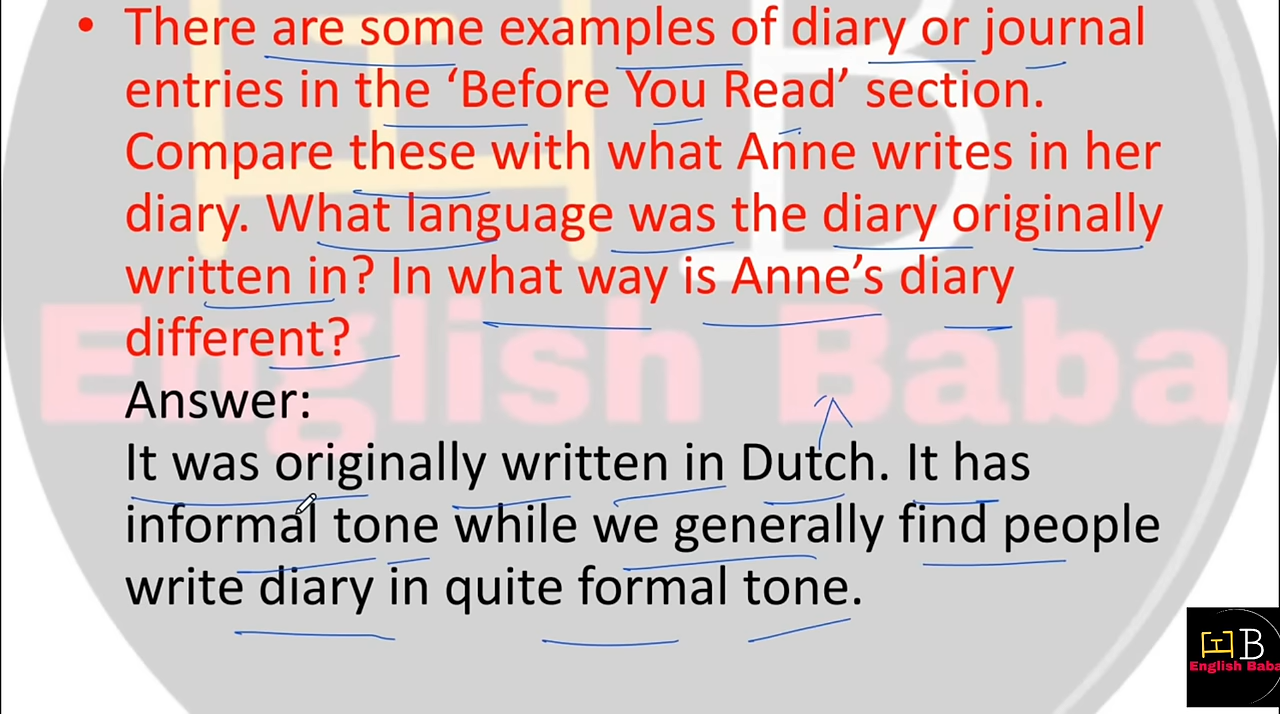 • There are some examples of diary or journal
entries in the ‘Before You Read’ section.
Compare these with what Anne writes in her
diary. What language was the diary originally
written in? In what way is Anne’s diary
different?
Answer:
It was originally written in Dutch. It has
informal tone while we generally find people
write diary in quite formal tone.
English Baba
B
English Baba